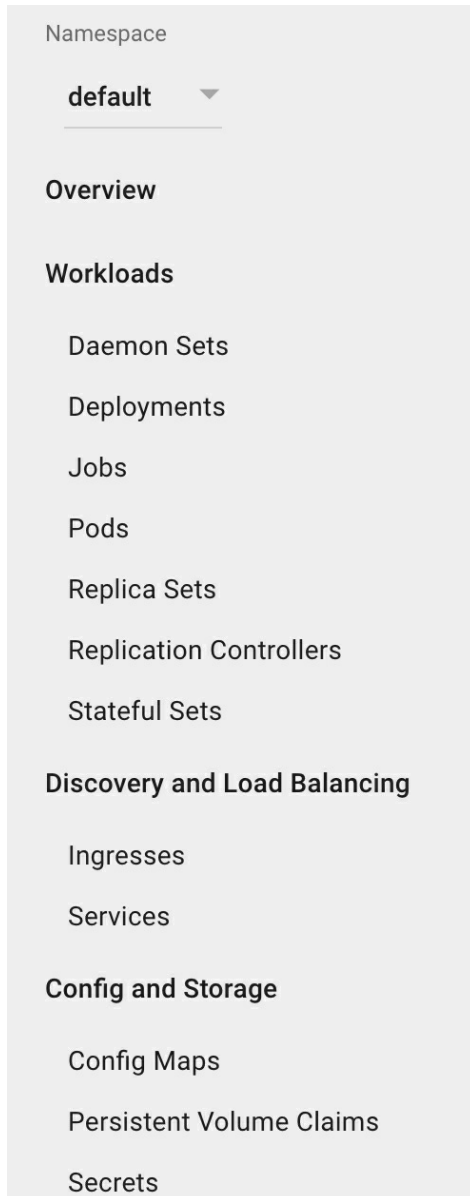 Namespace
default
Overview
Workloads
Daemon Sets
Deployments
Jobs
Pods
Replica Sets
Replication Controllers
Stateful Sets
Discovery and Load Balancing
Ingresses
Services
Config and Storage
Config Maps
Persistent Volume Claims
Secrets